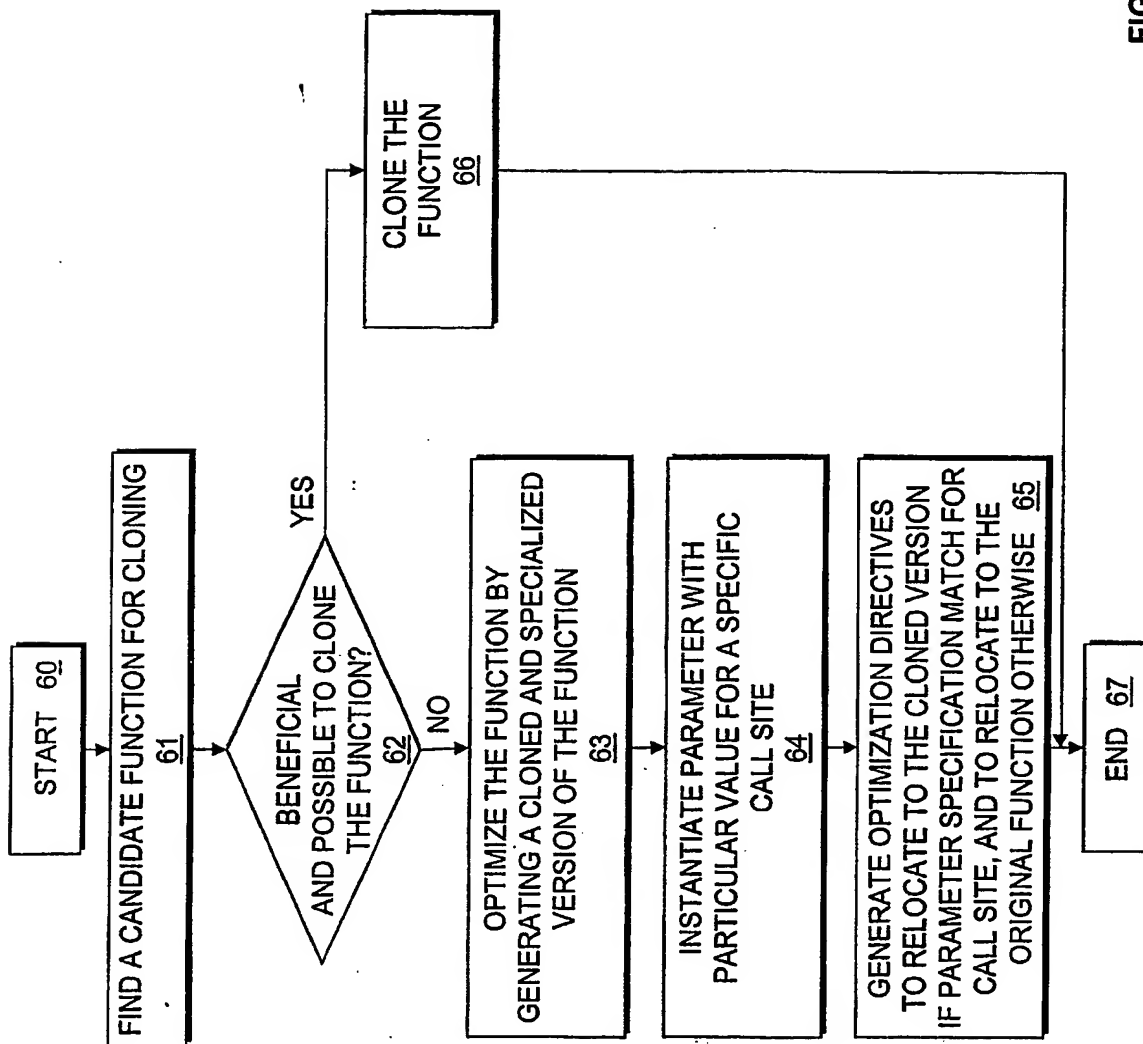 START 60
FIND A CANDIDATE FUNCTION FOR CLONING
61
BENEFICIAL
AND POSSIBLE TO CLONE
THE FUNCTION?
62
YES
NO
CLONE THE
FUNCTION
66
OPTIMIZE THE FUNCTION BY
GENERATING A CLONED AND SPECIALIZED
VERSION OF THE FUNCTION
63
INSTANTIATE PARAMETER WITH
PARTICULAR VALUE FOR A SPECIFIC
CALL SITE
64
GENERATE OPTIMIZATION DIRECTIVES
TO RELOCATE TO THE CLONED VERSION
IF PARAMETER SPECIFICATION MATCH FOR
CALL SITE, AND TO RELOCATE TO THE
ORIGINAL FUNCTION OTHERWISE 65
END 67